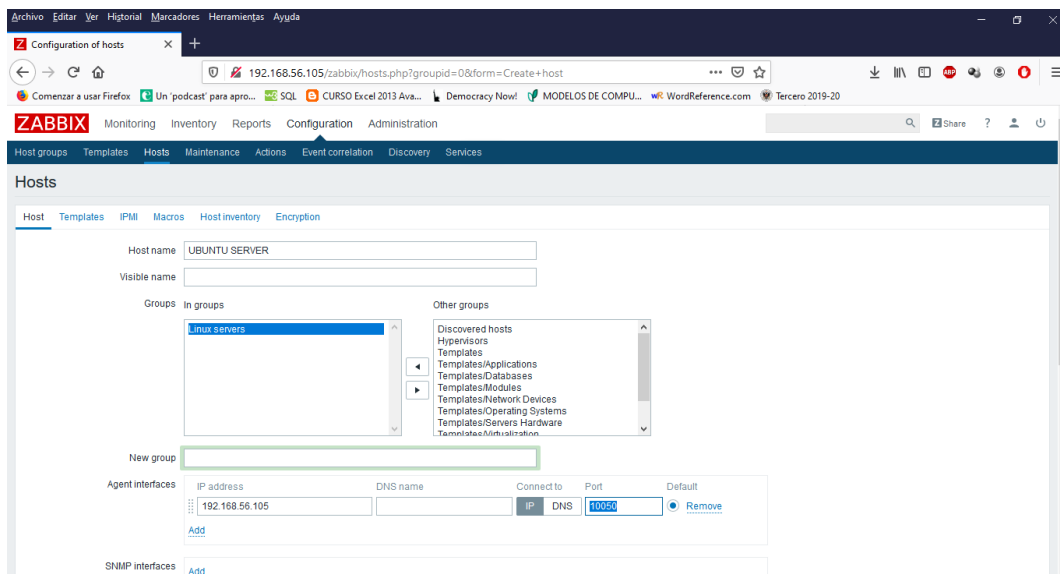 Archivo Editar Ver Historial Marcadores Herramientas Ayuda
Z Configuration of hosts
192.168.56.105/zabbix/hosts.php?groupid=0&form=Create+host
Comenzar a usar Firefox Un 'podcast' para apro... SQL CURSO Excel 2013 Ava... Democracy Now! MODELOS DE COMPU... WordReference.com Tercero 2019-20
ZABBIX Monitoring Inventory Reports Configuration Administration Z Share ?
Host groups Templates Hosts Maintenance Actions Event correlation Discovery Services
Hosts
Host Templates IPMI Macros Host inventory Encryption
Host name UBUNTU SERVER
Visible name
Groups In groups Other groups
Linux servers
Discovered hosts
Hypervisors
Templates
Templates/Applications
Templates/Databases
Templates/Modules
Templates/Network Devices
Templates/Operating Systems
Templates/Servers Hardware
Templates/Virtualization
New group
Agent interfaces IP address DNS name Connect to Port Default
192.168.56.105 IP DNS 10050 Remove
Add
SNMP interfaces Add